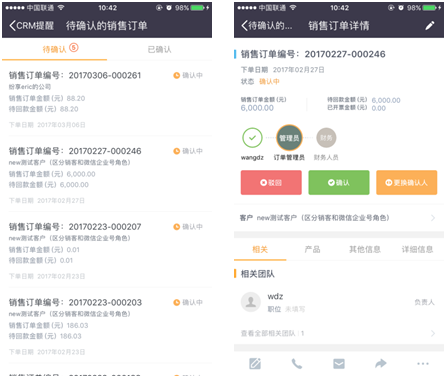 中国联通
10:42
98%
CRM提醒
待确认的销售订单
待确认 5
已确认
销售订单编号：20170306-000261
确认中
纷享eric的公司
销售订单金额(元) 88.20
待回款金额(元) 88.20
下单日期 2017年03月06日
销售订单编号：20170227-000246
确认中
new测试客户（区分销客和微信企业号角色）
销售订单金额(元) 6,000.00
待回款金额(元) 6,000.00
下单日期 2017年02月27日
销售订单编号：20170223-000207
确认中
new测试客户（区分销客和微信企业号角色）
销售订单金额(元) 0.01
待回款金额(元) 0.01
下单日期 2017年02月23日
销售订单编号：20170223-000203
确认中
new测试客户（区分销客和微信企业号角色）
销售订单金额(元) 186.03
待回款金额(元) 186.03
下单日期 2017年02月23日
中国联通
10:42
98%
待确认的...
销售订单详情
销售订单编号：20170227-000246
下单日期 2017年02月27日
状态 确认中
销售订单金额(元)
6,000.00
待回款金额(元) 6,000.00
已开票金额(元) 0.00
管理员
财务
wangdz
订单管理员
财务人员
驳回
确认
更换确认人
客户 new测试客户（区分销客和微信企业号角色）
相关
产品
其他信息
详细信息
相关团队
wdz
负责人
职位 未填写
查看全部相关团队：1